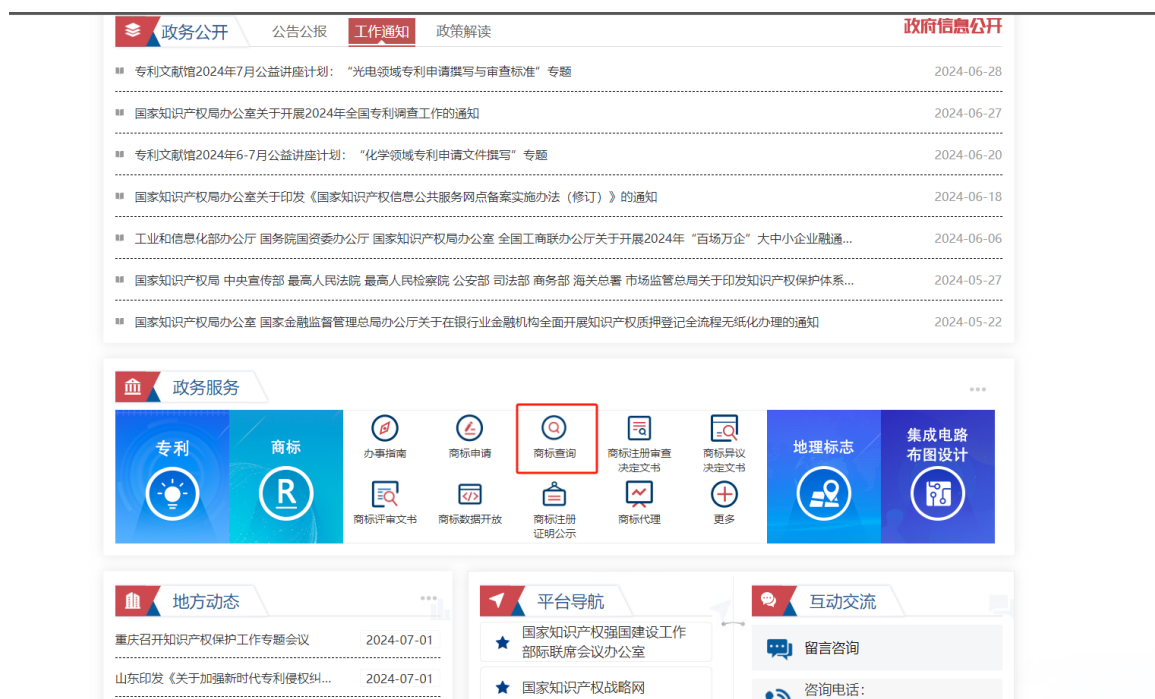 政务公开 公告公报 工作通知 政策解读 政府信息公开
专利文献馆2024年7月公益讲座计划：“光电领域专利申请撰写与审查标准”专题 2024-06-28
国家知识产权局办公室关于开展2024年全国专利调查工作的通知 2024-06-27
专利文献馆2024年6-7月公益讲座计划：“化学领域专利申请文件撰写”专题 2024-06-20
国家知识产权局办公室关于印发《国家知识产权信息公共服务网点备案实施办法（修订）》的通知 2024-06-18
工业和信息化部办公厅 国务院国资委办公厅 国家知识产权局办公室 全国工商联办公厅关于开展2024年“百场万企”大中小企业融通... 2024-06-06
国家知识产权局 中央宣传部 最高人民法院 最高人民检察院 公安部 司法部 商务部 海关总署 市场监管总局关于印发知识产权保护体系... 2024-05-27
国家知识产权局办公室 国家金融监督管理总局办公厅关于在银行业金融机构全面开展知识产权质押登记全流程无纸化办理的通知 2024-05-22
政务服务
专利
商标
R
办事指南
商标申请
商标查询
商标注册审查
决定文书
商标异议
决定文书
商标评审文书
商标数据开放
商标注册
证明公示
商标代理
更多
地理标志
集成电路
布图设计
地方动态
重庆召开知识产权保护工作专题会议 2024-07-01
山东印发《关于加强新时代专利侵权纠... 2024-07-01
平台导航
国家知识产权强国建设工作
部际联席会议办公室
国家知识产权战略网
互动交流
留言咨询
咨询电话：